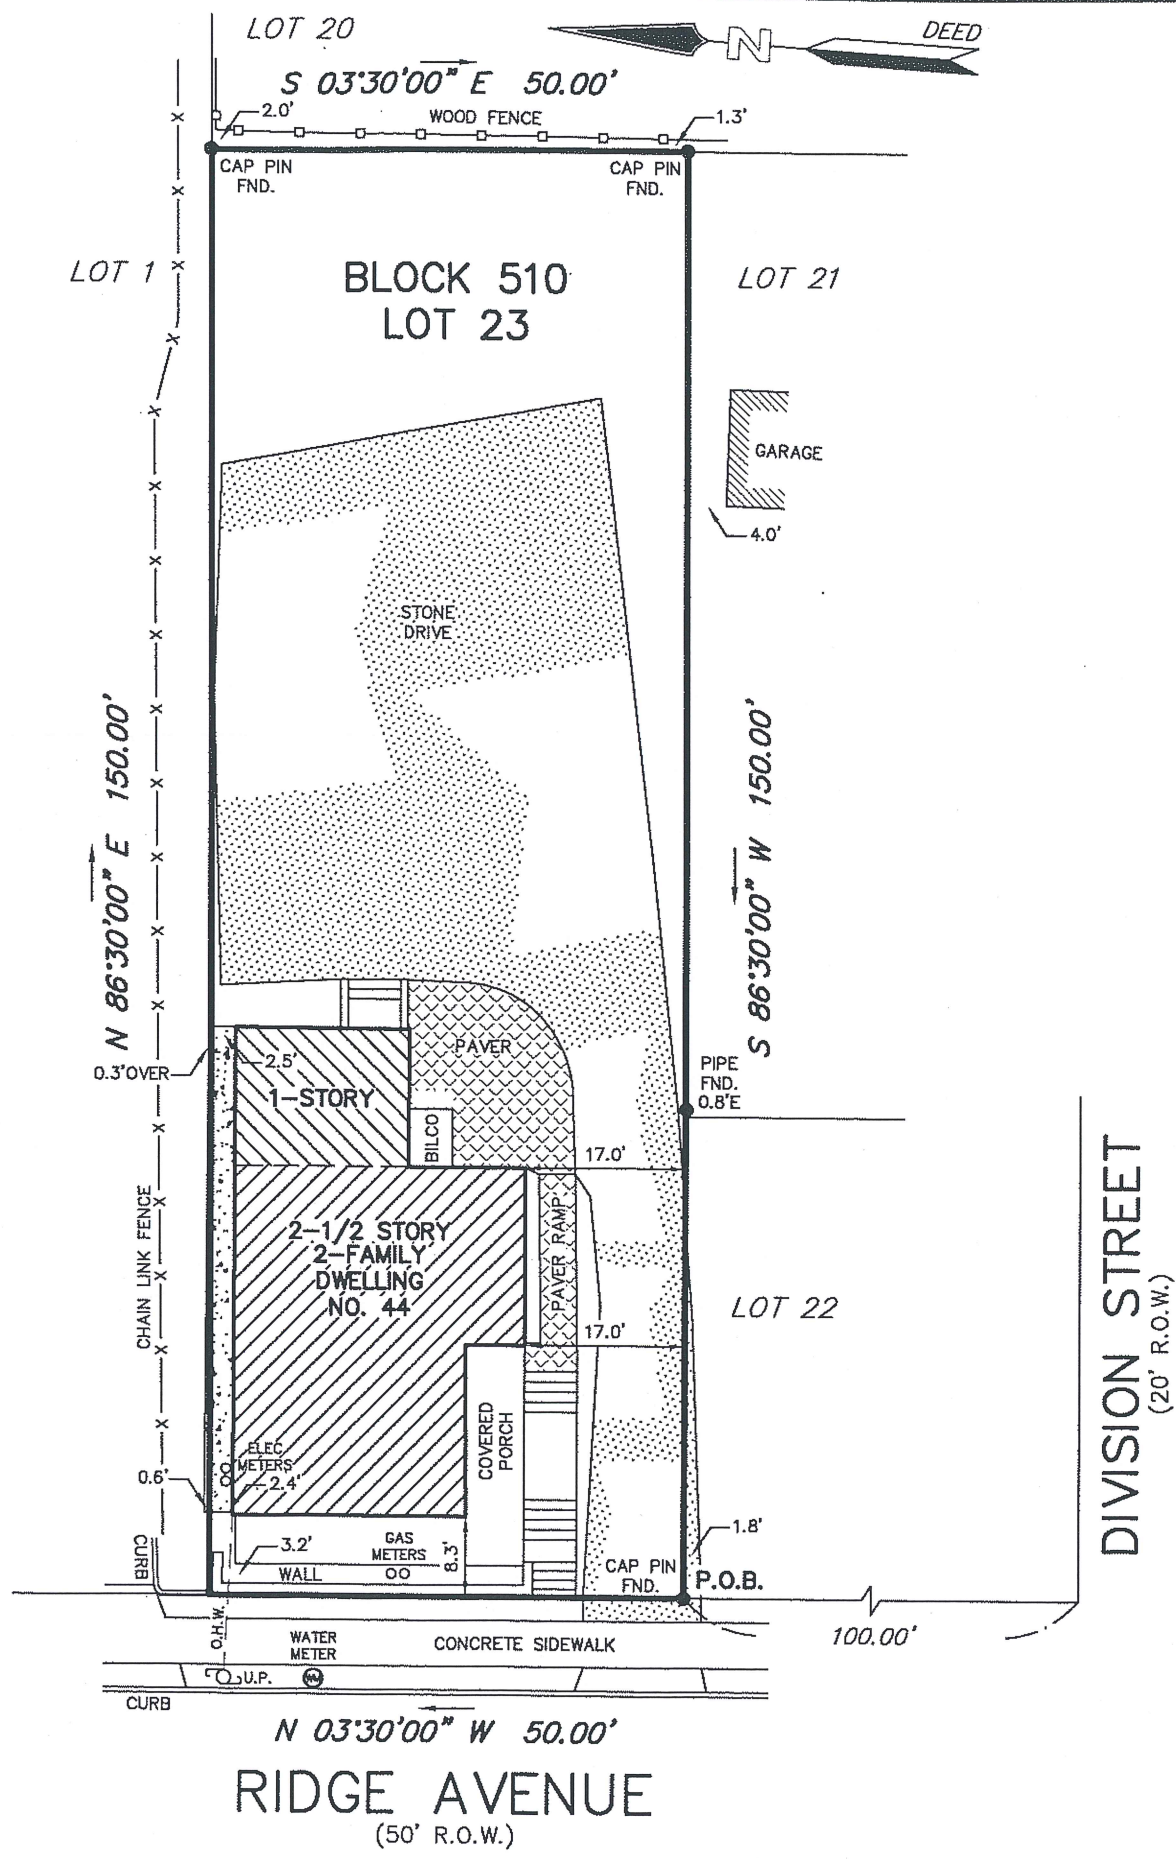 LOT 20
DEED
N
S 03°30'00" E 50.00'
2.0'
WOOD FENCE
1.3'
CAP PIN
FND.
CAP PIN
FND.
LOT 1
BLOCK 510
LOT 23
LOT 21
GARAGE
4.0'
STONE
DRIVE
N 86°30'00" E 150.00'
S 86°30'00" W 150.00'
PAVER
PIPE
FND.
0.8'E
0.3'OVER
2.5'
1-STORY
BILCO
17.0'
CHAIN LINK FENCE
2-1/2 STORY
2-FAMILY
DWELLING
NO. 44
PAVER RAMP
LOT 22
DIVISION STREET
(20' R.O.W.)
17.0'
COVERED
PORCH
ELEC
METERS
0.6'
2.4'
1.8'
CURB
3.2'
GAS
METERS
8.3'
WALL
CAP PIN
FND.
P.O.B.
O.H.W.
WATER
METER
CONCRETE SIDEWALK
100.00'
U.P.
W
CURB
N 03°30'00" W 50.00'
RIDGE AVENUE
(50' R.O.W.)